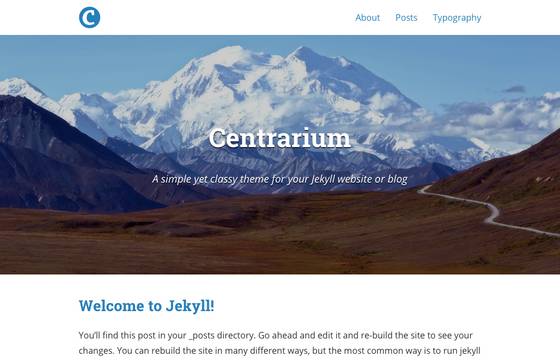 C
About Posts Typography
Centrarium
A simple yet classy theme for your Jekyll website or blog
Welcome to Jekyll!
You'll find this post in your _posts directory. Go ahead and edit it and re-build the site to see your
changes. You can rebuild the site in many different ways, but the most common way is to run jekyll